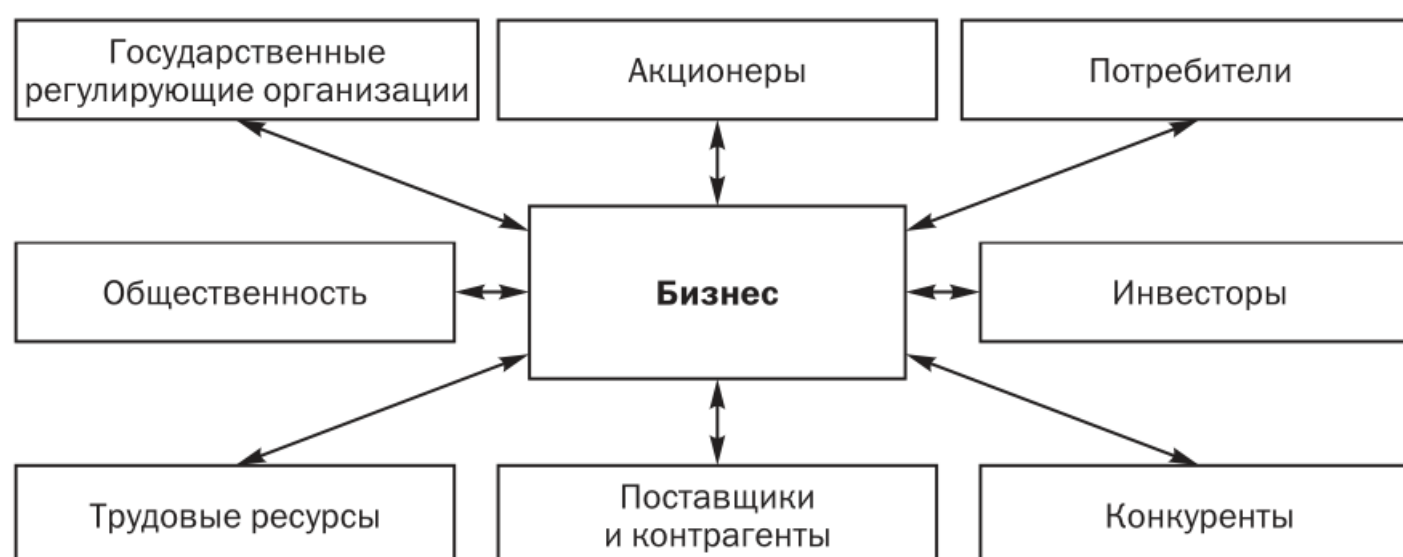 Государственные
регулирующие организации
Акционеры
Потребители
Общественность
Бизнес
Инвесторы
Трудовые ресурсы
Поставщики
и контрагенты
Конкуренты